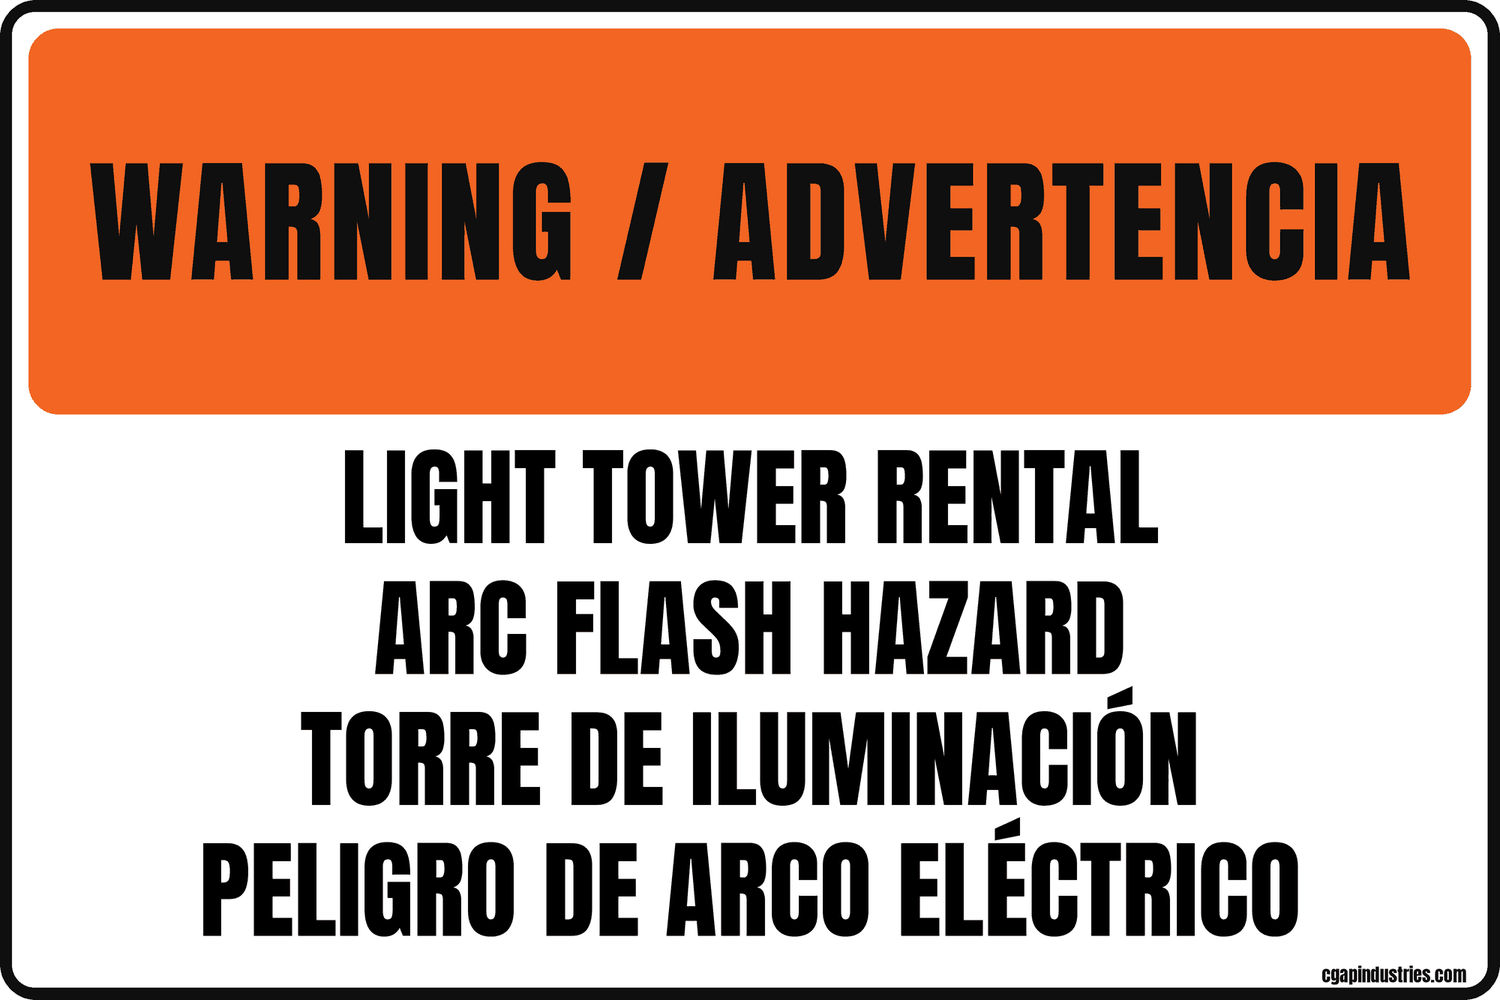 WARNING / ADVERTENCIA
LIGHT TOWER RENTAL
ARC FLASH HAZARD
TORRE DE ILUMINACIÓN
PELIGRO DE ARCO ELÉCTRICO
cgapindustries.com